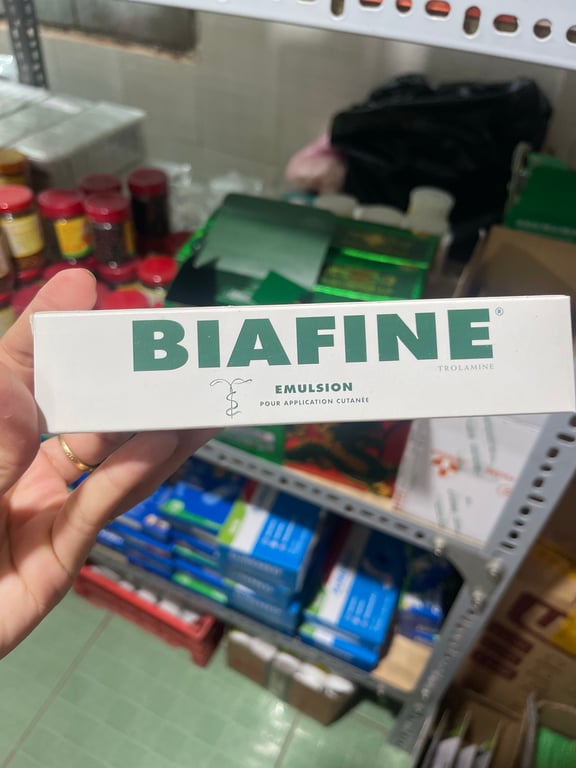 BIAFINE®
TROLAMINE
EMULSION
POUR APPLICATION CUTANÉE